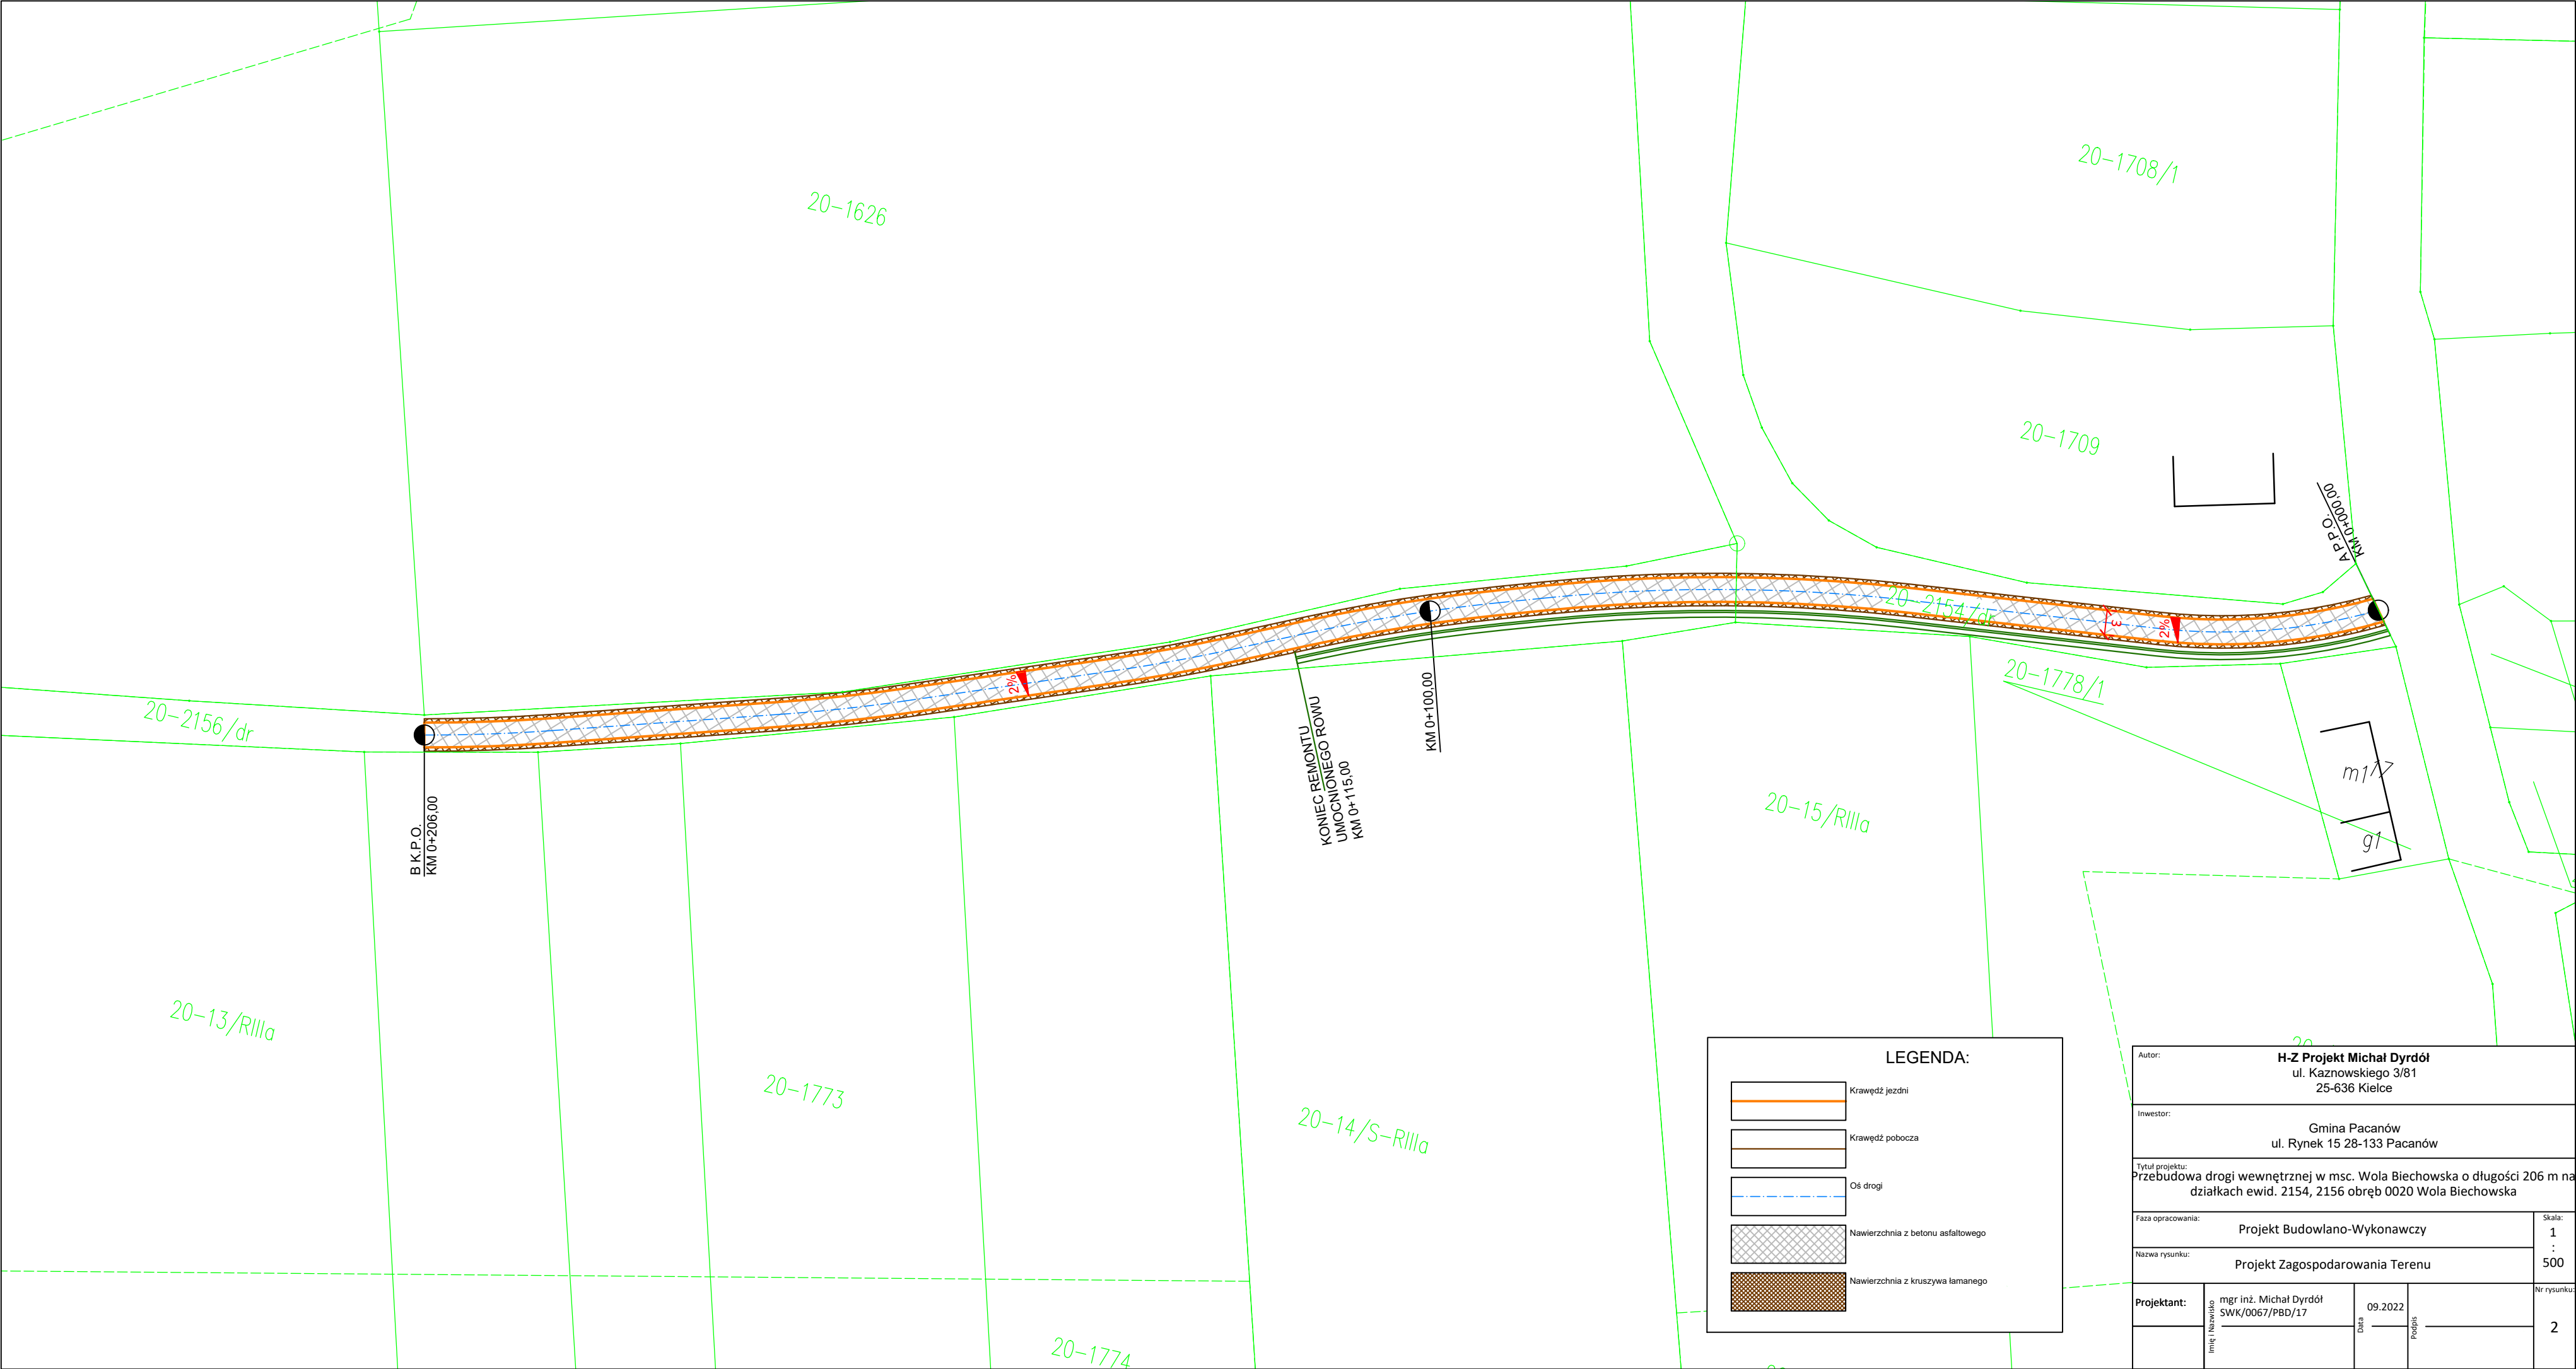 20-1708/1
20-1626
20-1709
A P.P.O.
KM 0+000,00
20-2154/dr
3
2%
2%
20-1778/1
20-2156/dr
KM 0+100,00
KONIEC REMONTU
UMOCNIONEGO ROWU
KM 0+115,00
B K.P.O.
KM 0+206,00
m117
g1
20-15/RIIIa
20-13/RIIIa
20-1773
20-14/S-RIIIa
20-1774
LEGENDA:
Krawędź jezdni
Krawędź pobocza
Oś drogi
Nawierzchnia z betonu asfaltowego
Nawierzchnia z kruszywa łamanego
Autor:
H-Z Projekt Michał Dyrdół
ul. Kaznowskiego 3/81
25-636 Kielce
Inwestor:
Gmina Pacanów
ul. Rynek 15 28-133 Pacanów
Tytuł projektu:
Przebudowa drogi wewnętrznej w msc. Wola Biechowska o długości 206 m na
działkach ewid. 2154, 2156 obręb 0020 Wola Biechowska
Faza opracowania:
Projekt Budowlano-Wykonawczy
Skala:
1
:
500
Nazwa rysunku:
Projekt Zagospodarowania Terenu
Projektant:
Imię i Nazwisko
mgr inż. Michał Dyrdół
SWK/0067/PBD/17
Data
09.2022
Podpis
Nr rysunku:
2